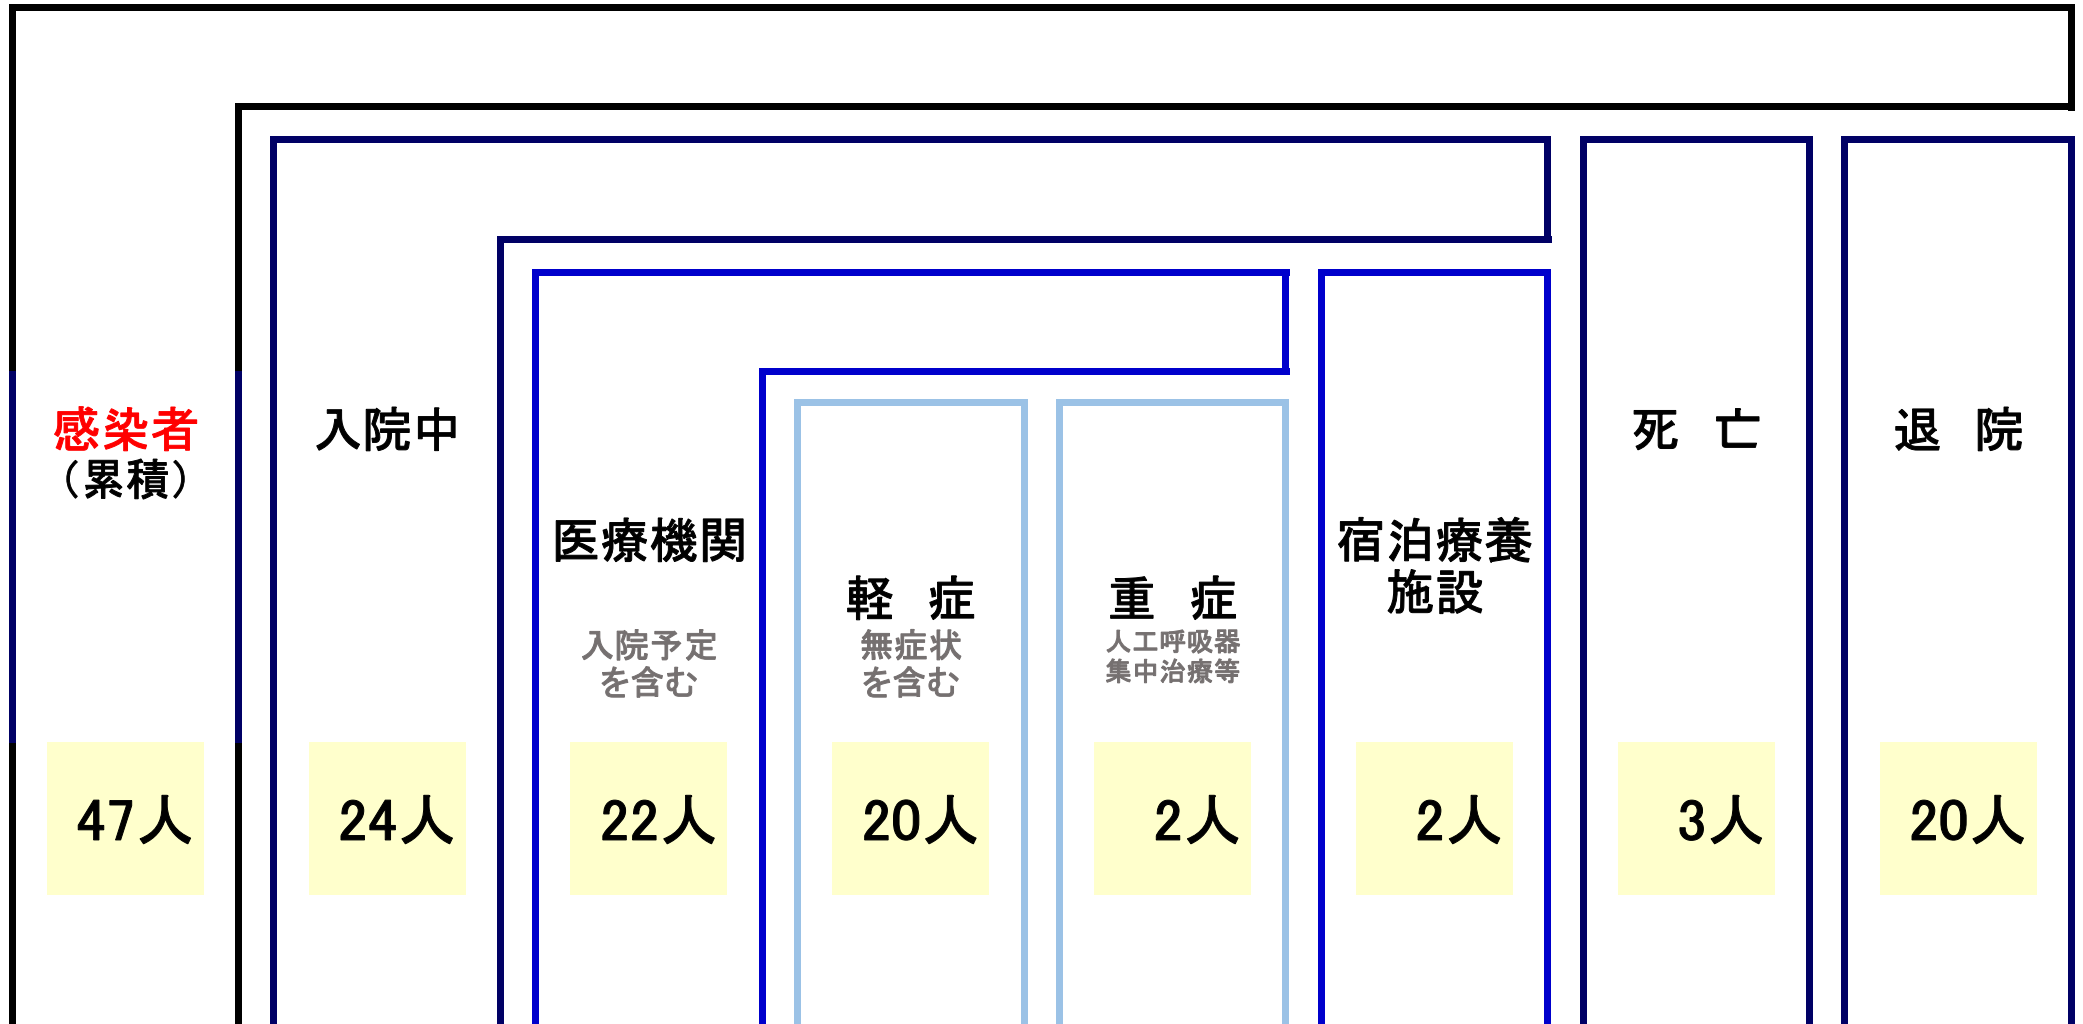 感染者
（累積）
47人
入院中
24人
医療機関
入院予定
を含む
22人
軽　症
無症状
を含む
20人
重　症
人工呼吸器
集中治療等
2人
宿泊療養
施設
2人
死　亡
3人
退　院
20人